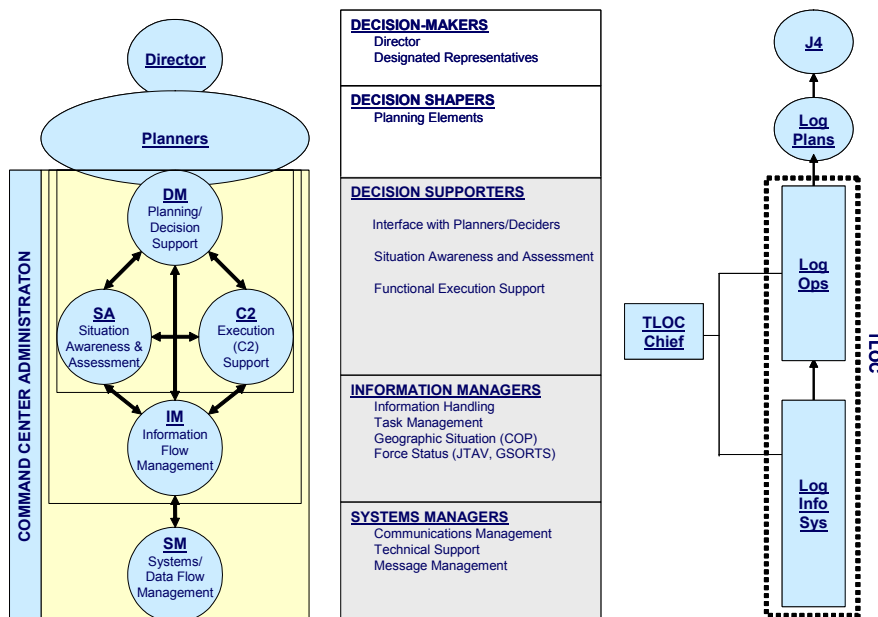 Director
Planners
COMMAND CENTER ADMINISTRATON
DM
Planning/
Decision
Support
SA
Situation
Awareness &
Assessment
C2
Execution
(C2)
Support
IM
Information
Flow
Management
SM
Systems/
Data Flow
Management
DECISION-MAKERS
Director
Designated Representatives
DECISION SHAPERS
Planning Elements
DECISION SUPPORTERS
Interface with Planners/Deciders
Situation Awareness and Assessment
Functional Execution Support
INFORMATION MANAGERS
Information Handling
Task Management
Geographic Situation (COP)
Force Status (JTAV, GSORTS)
SYSTEMS MANAGERS
Communications Management
Technical Support
Message Management
J4
Log
Plans
Log
Ops
TLOC
Chief
TLOC
Log
Info
Sys